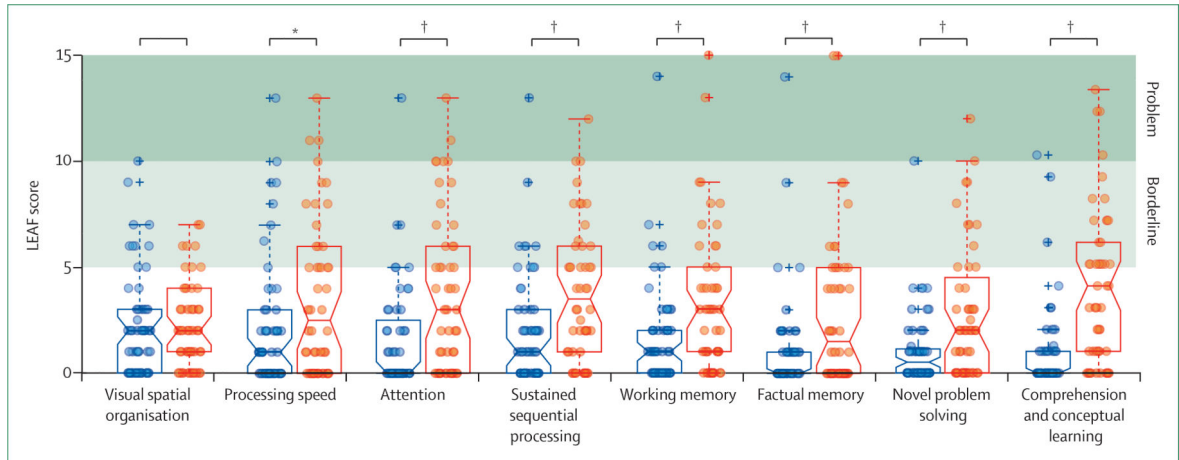 * † † † † † †
15
10
5
0
LEAF score
Problem
Borderline
Visual spatial
organisation
Processing speed
Attention
Sustained
sequential
processing
Working memory
Factual memory
Novel problem
solving
Comprehension
and conceptual
learning